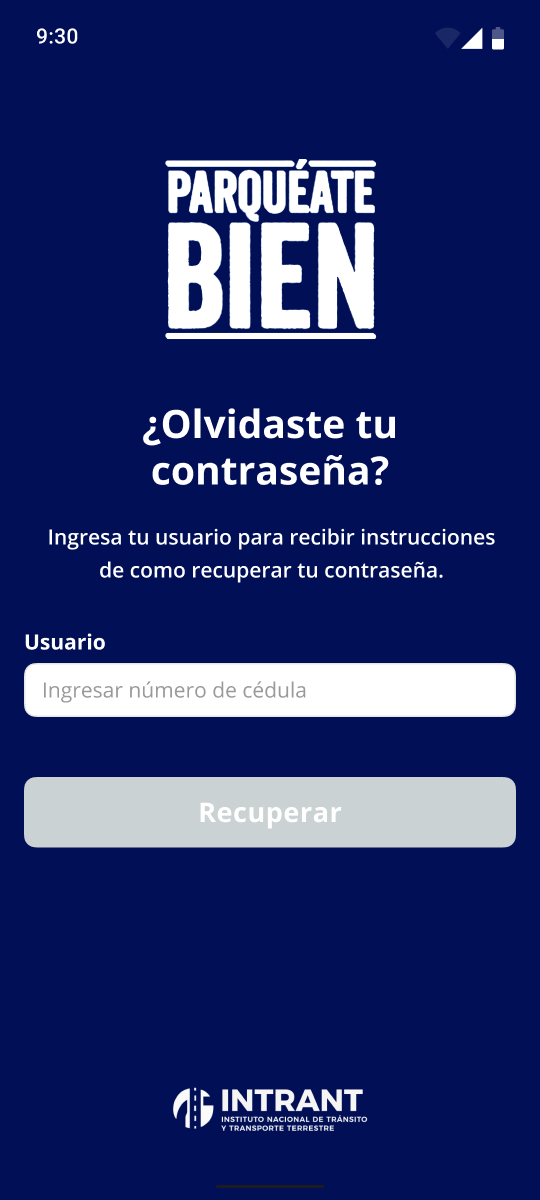 9:30
PARQUÉATE
BIEN
¿Olvidaste tu
contraseña?
Ingresa tu usuario para recibir instrucciones
de como recuperar tu contraseña.
Usuario
Ingresar número de cédula
Recuperar
INTRANT
INSTITUTO NACIONAL DE TRÁNSITO
Y TRANSPORTE TERRESTRE